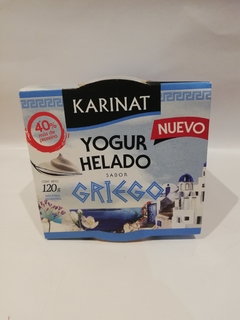 KARINAT
40%
NUEVO
YOGUR
HELADO
SABOR
GRIEGO
120g